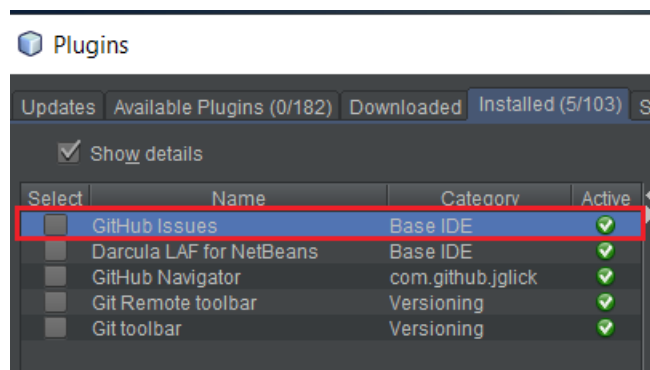 Plugins
Updates Available Plugins (0/182) Downloaded Installed (5/103) S
Show details
Select Name Category Active
GitHub Issues Base IDE
Darcula LAF for NetBeans Base IDE
GitHub Navigator com.github.jglick
Git Remote toolbar Versioning
Git toolbar Versioning